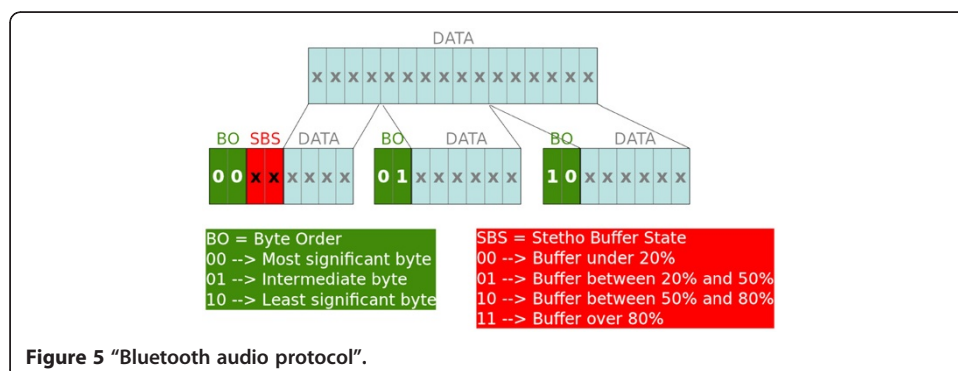 DATA
x x x x x x x x x x x x x x x x
BO SBS DATA BO DATA BO DATA
0 0 x x x x x x 0 1 x x x x x x 1 0 x x x x x x
BO = Byte Order
00 --> Most significant byte
01 --> Intermediate byte
10 --> Least significant byte
SBS = Stetho Buffer State
00 --> Buffer under 20%
01 --> Buffer between 20% and 50%
10 --> Buffer between 50% and 80%
11 --> Buffer over 80%
Figure 5 “Bluetooth audio protocol”.